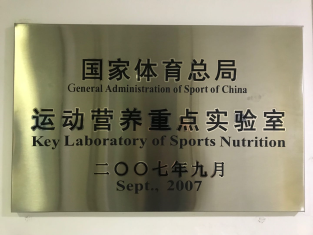 国家体育总局
General Administration of Sport of China
运动营养重点实验室
Key Laboratory of Sports Nutrition
二〇〇七年九月
Sept., 2007